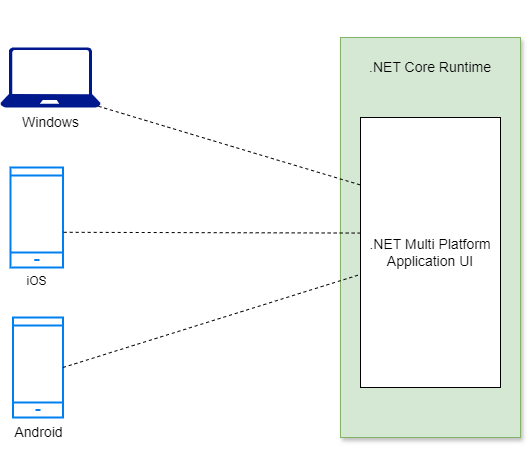 .NET Core Runtime
Windows
iOS
.NET Multi Platform
Application UI
Android